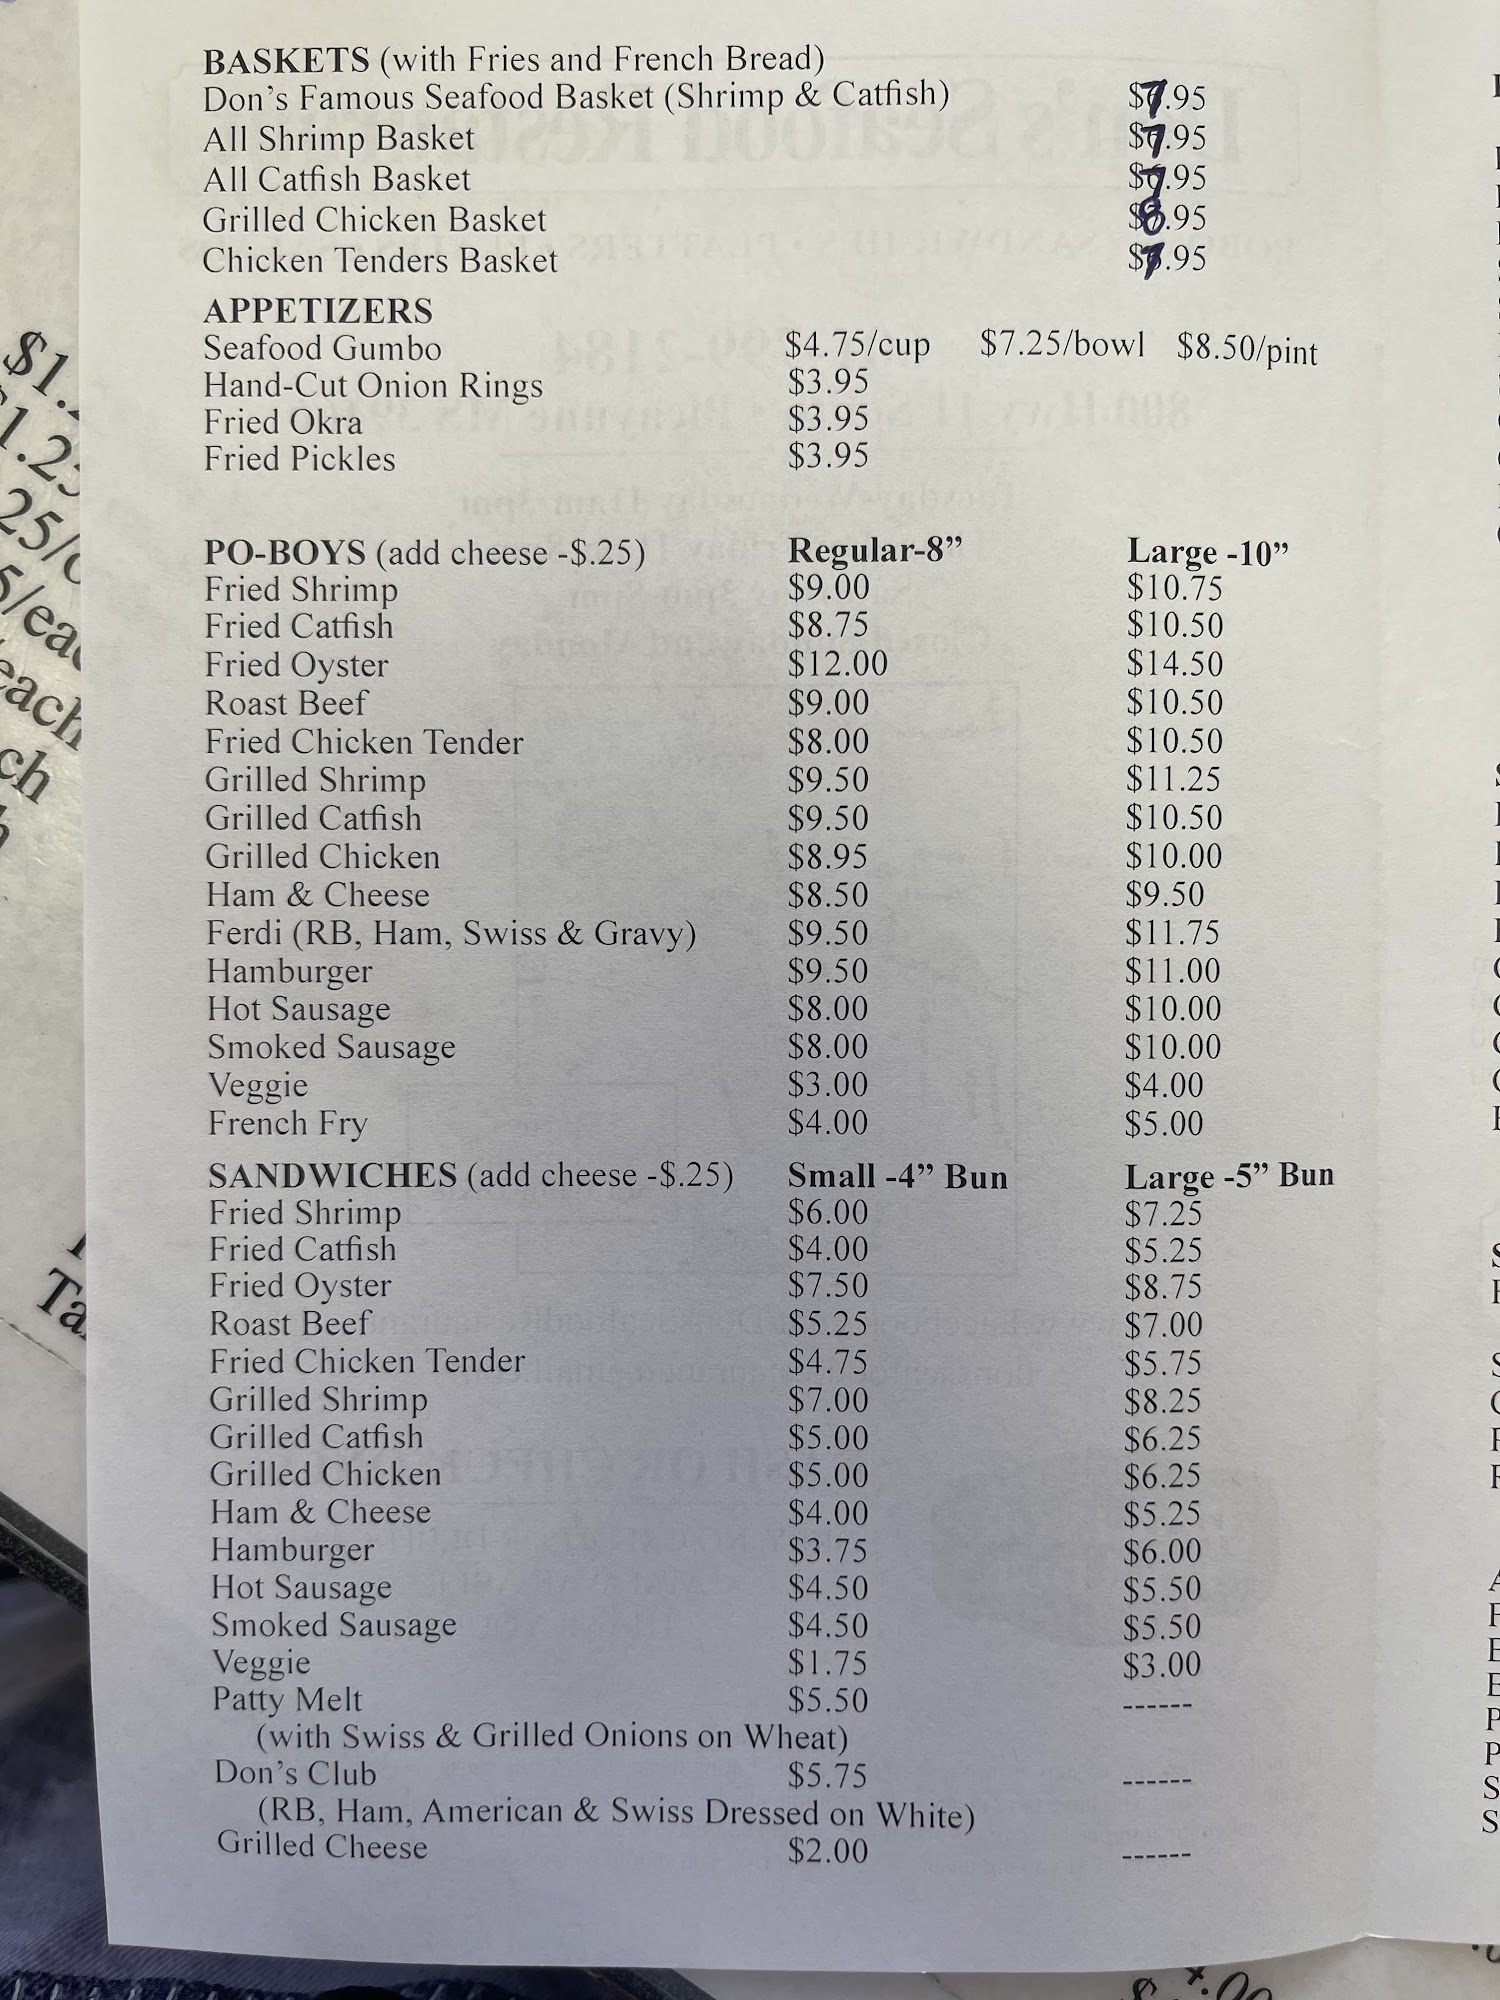 BASKETS (with Fries and French Bread)
Don's Famous Seafood Basket (Shrimp & Catfish) $7.95
All Shrimp Basket $7.95
All Catfish Basket $7.95
Grilled Chicken Basket $8.95
Chicken Tenders Basket $7.95
APPETIZERS
Seafood Gumbo $4.75/cup $7.25/bowl $8.50/pint
Hand-Cut Onion Rings $3.95
Fried Okra $3.95
Fried Pickles $3.95
PO-BOYS (add cheese -$.25) Regular-8” Large -10”
Fried Shrimp $9.00 $10.75
Fried Catfish $8.75 $10.50
Fried Oyster $12.00 $14.50
Roast Beef $9.00 $10.50
Fried Chicken Tender $8.00 $10.50
Grilled Shrimp $9.50 $11.25
Grilled Catfish $9.50 $10.50
Grilled Chicken $8.95 $10.00
Ham & Cheese $8.50 $9.50
Ferdi (RB, Ham, Swiss & Gravy) $9.50 $11.75
Hamburger $9.50 $11.00
Hot Sausage $8.00 $10.00
Smoked Sausage $8.00 $10.00
Veggie $3.00 $4.00
French Fry $4.00 $5.00
SANDWICHES (add cheese -$.25) Small -4” Bun Large -5” Bun
Fried Shrimp $6.00 $7.25
Fried Catfish $4.00 $5.25
Fried Oyster $7.50 $8.75
Roast Beef $5.25 $7.00
Fried Chicken Tender $4.75 $5.75
Grilled Shrimp $7.00 $8.25
Grilled Catfish $5.00 $6.25
Grilled Chicken $5.00 $6.25
Ham & Cheese $4.00 $5.25
Hamburger $3.75 $6.00
Hot Sausage $4.50 $5.50
Smoked Sausage $4.50 $5.50
Veggie $1.75 $3.00
Patty Melt $5.50 ------
(with Swiss & Grilled Onions on Wheat)
Don's Club $5.75 ------
(RB, Ham, American & Swiss Dressed on White)
Grilled Cheese $2.00 ------